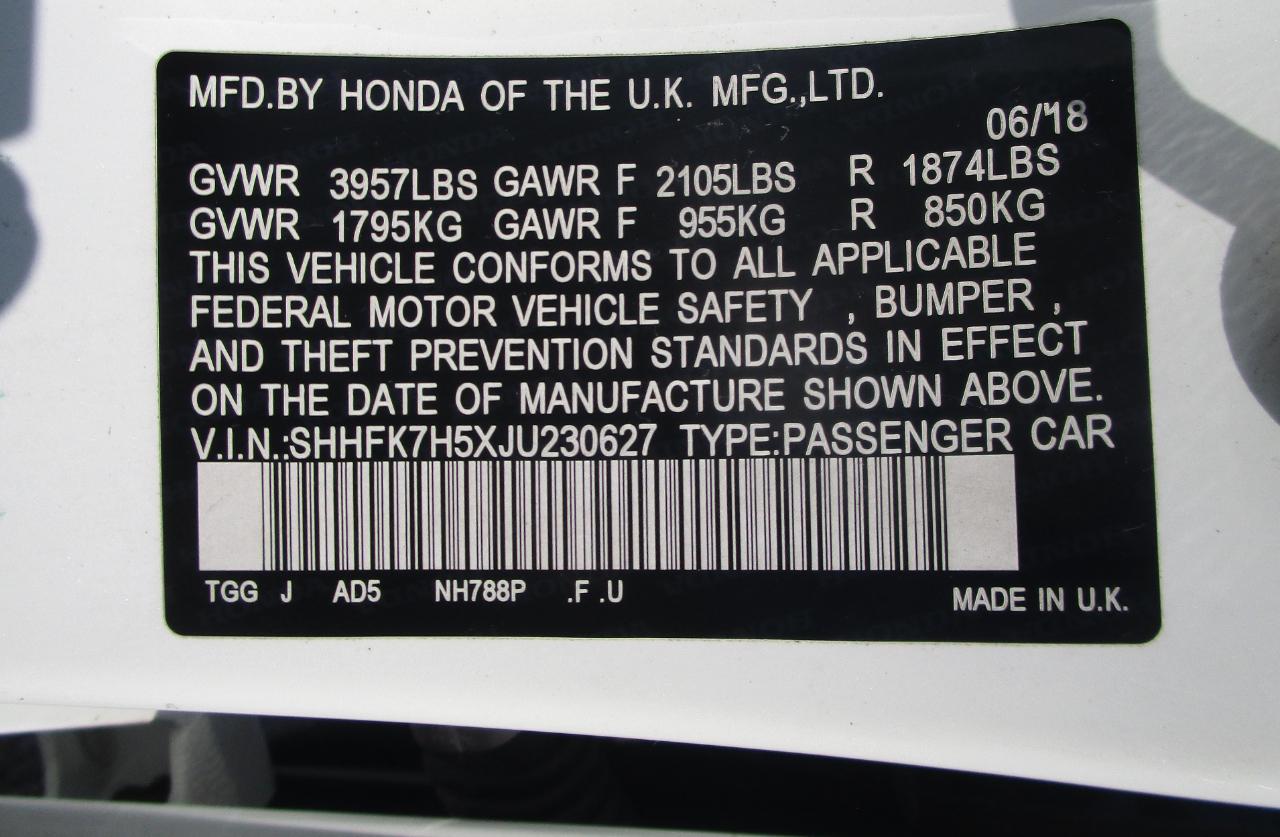 MFD.BY HONDA OF THE U.K. MFG.,LTD.
06/18
GVWR 3957LBS GAWR F 2105LBS R 1874LBS
GVWR 1795KG GAWR F 955KG R 850KG
THIS VEHICLE CONFORMS TO ALL APPLICABLE
FEDERAL MOTOR VEHICLE SAFETY , BUMPER ,
AND THEFT PREVENTION STANDARDS IN EFFECT
ON THE DATE OF MANUFACTURE SHOWN ABOVE.
V.I.N.:SHHFK7H5XJU230627 TYPE:PASSENGER CAR
TGG J AD5 NH788P .F .U MADE IN U.K.